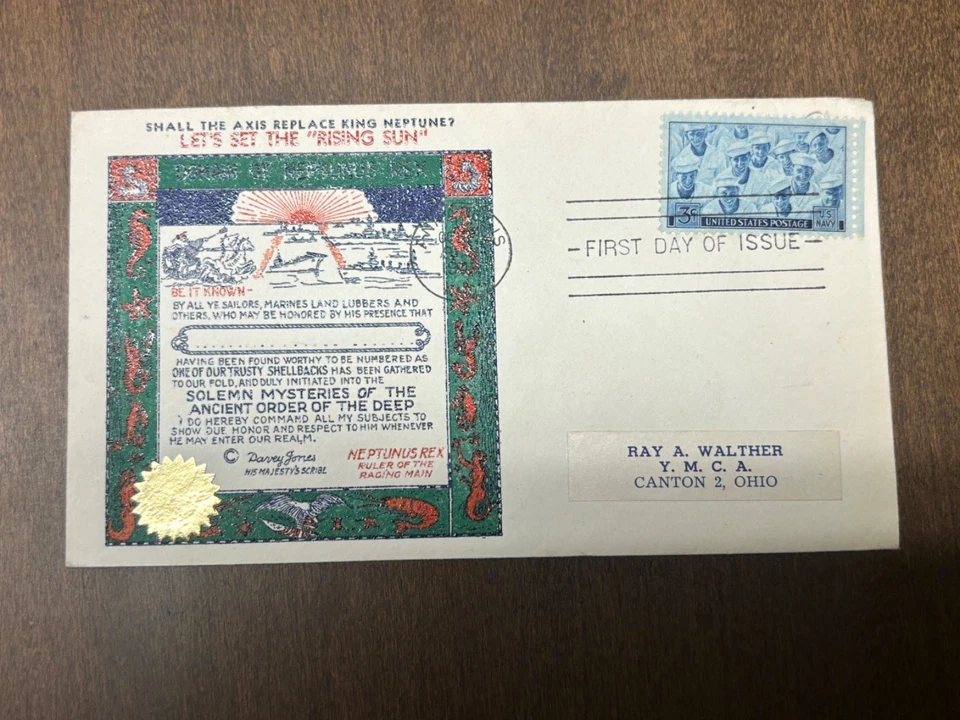 SHALL THE AXIS REPLACE KING NEPTUNE?
LET'S SET THE "RISING SUN"
DOMAIN OF NEPTUNUS REX
BE IT KNOWN-
BY ALL YE SAILORS, MARINES LAND LUBBERS AND
OTHERS, WHO MAY BE HONORED BY HIS PRESENCE THAT
HAVING BEEN FOUND WORTHY TO BE NUMBERED AS
ONE OF OUR TRUSTY SHELLBACKS HAS BEEN GATHERED
TO OUR FOLD, AND DULY INITIATED INTO THE
SOLEMN MYSTERIES OF THE
ANCIENT ORDER OF THE DEEP
I DO HEREBY COMMAND ALL MY SUBJECTS TO
SHOW DUE HONOR AND RESPECT TO HIM WHENEVER
HE MAY ENTER OUR REALM.
© Davey Jones
HIS MAJESTY'S SCRIBE
NEPTUNUS REX
RULER OF THE
RAGING MAIN
3¢ UNITED STATES POSTAGE
U.S.
NAVY
FIRST DAY OF ISSUE
RAY A. WALTHER
Y. M. C. A.
CANTON 2, OHIO